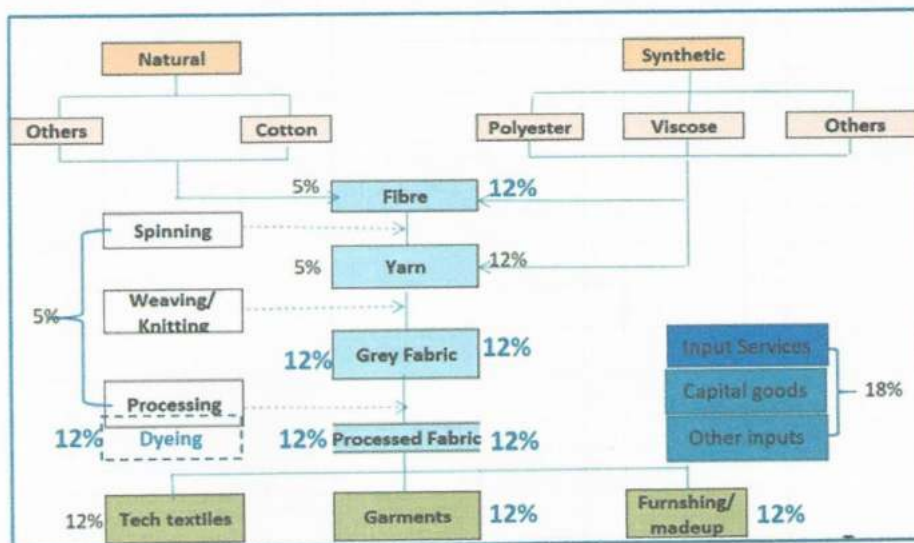 Natural
Synthetic
Others
Cotton
Polyester
Viscose
Others
5%
Fibre
12%
Spinning
5%
Yarn
12%
5%
Weaving/
Knitting
12%
Grey Fabric
12%
Input Services
Capital goods
18%
Other inputs
Processing
12%
Dyeing
12%
Processed Fabric
12%
12%
Tech textiles
Garments
12%
Furnshing/
madeup
12%